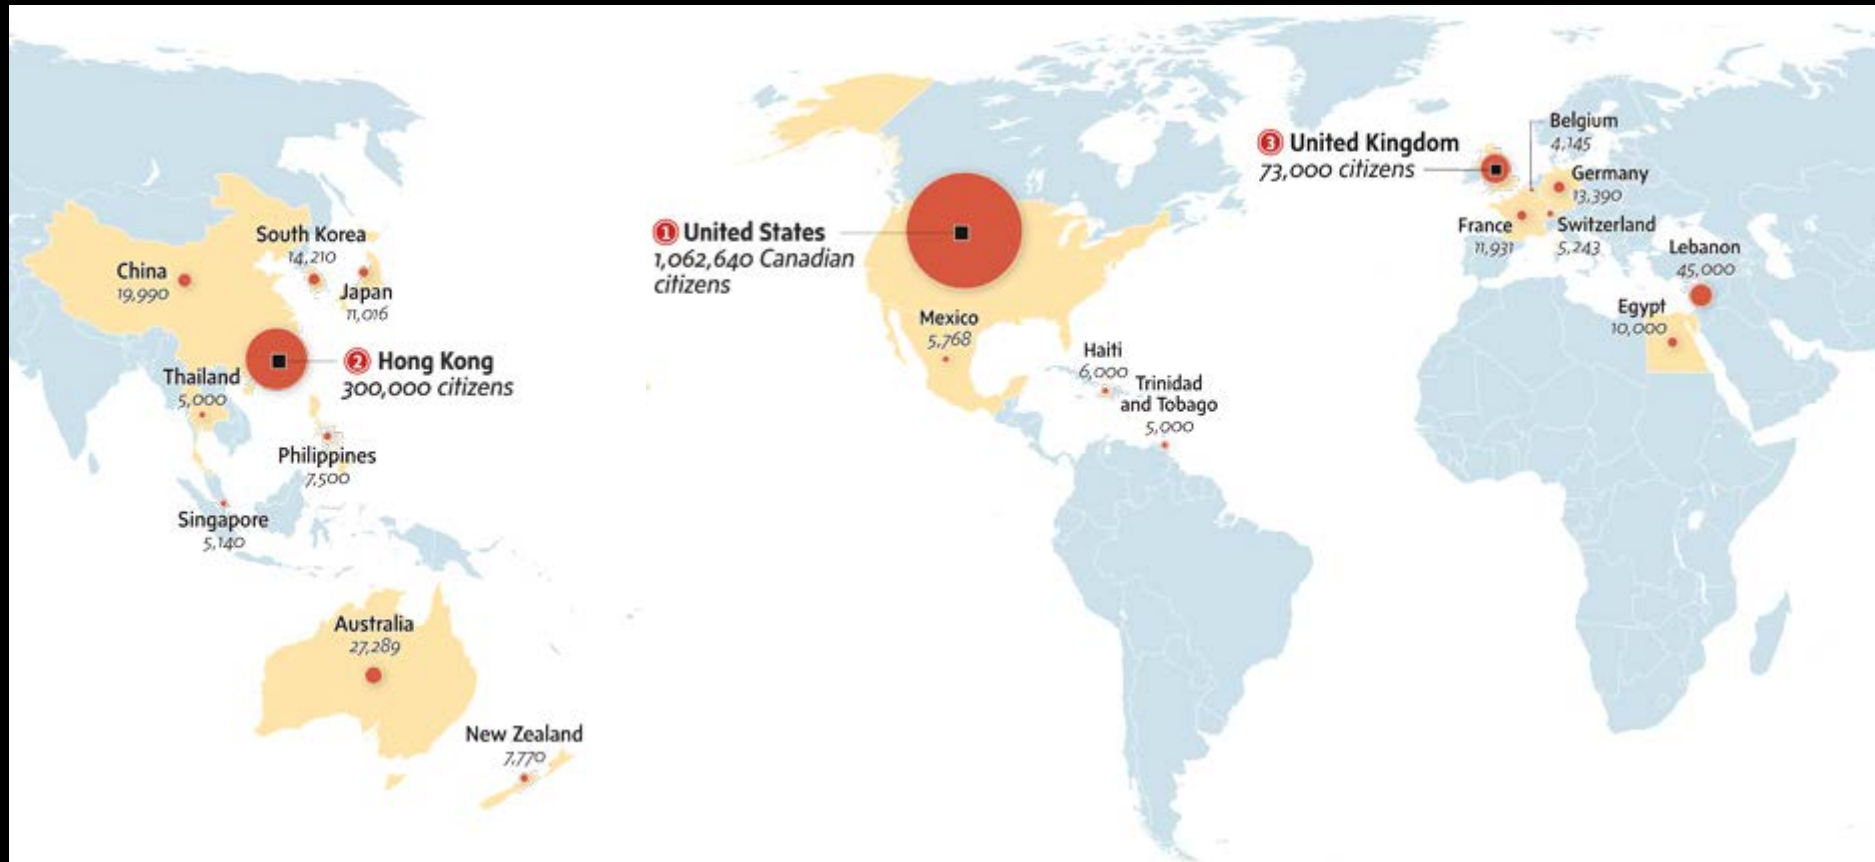 China
19,990
South Korea
14,210
Japan
11,016
2 Hong Kong
300,000 citizens
Thailand
5,000
Philippines
7,500
Singapore
5,140
Australia
27,289
New Zealand
7,770
1 United States
1,062,640 Canadian
citizens
Mexico
5,768
Haiti
6,000
Trinidad
and Tobago
5,000
3 United Kingdom
73,000 citizens
Belgium
4,145
Germany
13,390
France
11,931
Switzerland
5,243
Lebanon
45,000
Egypt
10,000